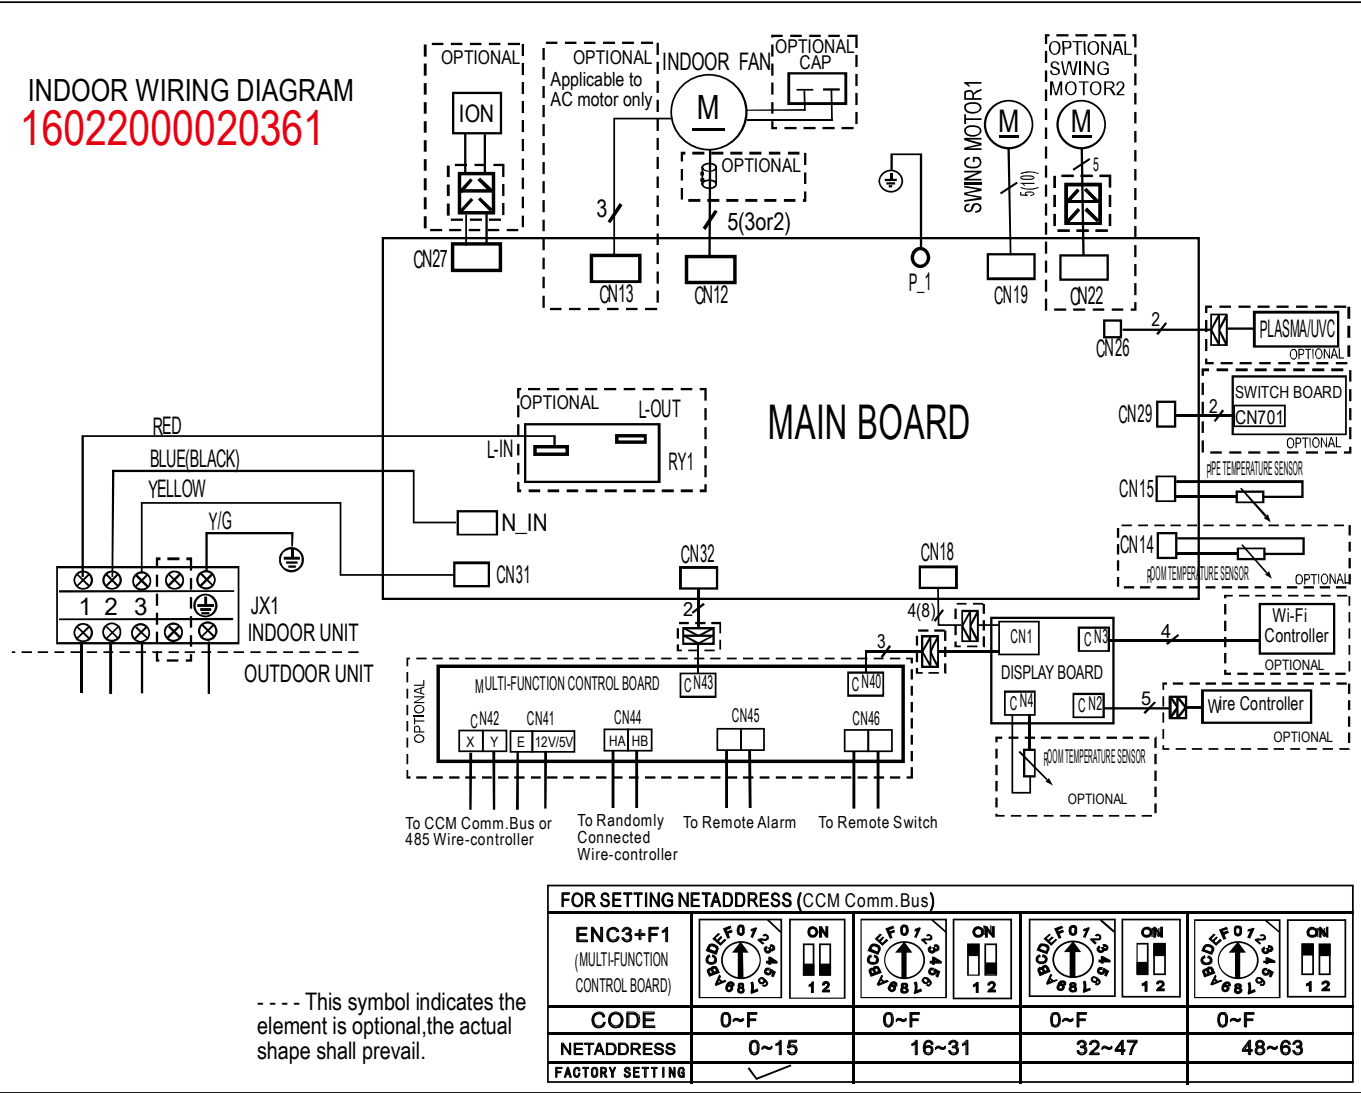 INDOOR WIRING DIAGRAM
16022000020361
OPTIONAL
ION
CN27
OPTIONAL
Applicable to
AC motor only
3
CN13
INDOOR FAN
M
OPTIONAL
CAP
OPTIONAL
5(3or2)
CN12
P_1
SWING MOTOR1
M
5(10)
CN19
OPTIONAL
SWING
MOTOR2
M
5
CN22
CN26
2
PLASMA/UVC
OPTIONAL
CN29
2
SWITCH BOARD
CN701
OPTIONAL
CN15
PIPE TEMPERATURE SENSOR
CN14
ROOM TEMPERATURE SENSOR
OPTIONAL
MAIN BOARD
OPTIONAL
L-OUT
L-IN
RY1
RED
BLUE(BLACK)
YELLOW
Y/G
N_IN
CN31
1 2 3
JX1
INDOOR UNIT
OUTDOOR UNIT
CN32
2
CN18
4(8)
3
CN1
CN3
DISPLAY BOARD
CN4
CN2
4
Wi-Fi
Controller
OPTIONAL
5
Wire Controller
OPTIONAL
ROOM TEMPERATURE SENSOR
OPTIONAL
OPTIONAL
MULTI-FUNCTION CONTROL BOARD
CN43
CN40
CN42
CN41
CN44
CN45
CN46
X Y
E 12V/5V
HA HB
To CCM Comm.Bus or
485 Wire-controller
To Randomly
Connected
Wire-controller
To Remote Alarm
To Remote Switch
- - - - This symbol indicates the
element is optional,the actual
shape shall prevail.
FOR SETTING NETADDRESS (CCM Comm.Bus)
ENC3+F1
(MULTI-FUNCTION
CONTROL BOARD)
0123456789ABCDEF
ON
1 2
0123456789ABCDEF
ON
1 2
0123456789ABCDEF
ON
1 2
0123456789ABCDEF
ON
1 2
CODE 0~F 0~F 0~F 0~F
NETADDRESS 0~15 16~31 32~47 48~63
FACTORY SETTING